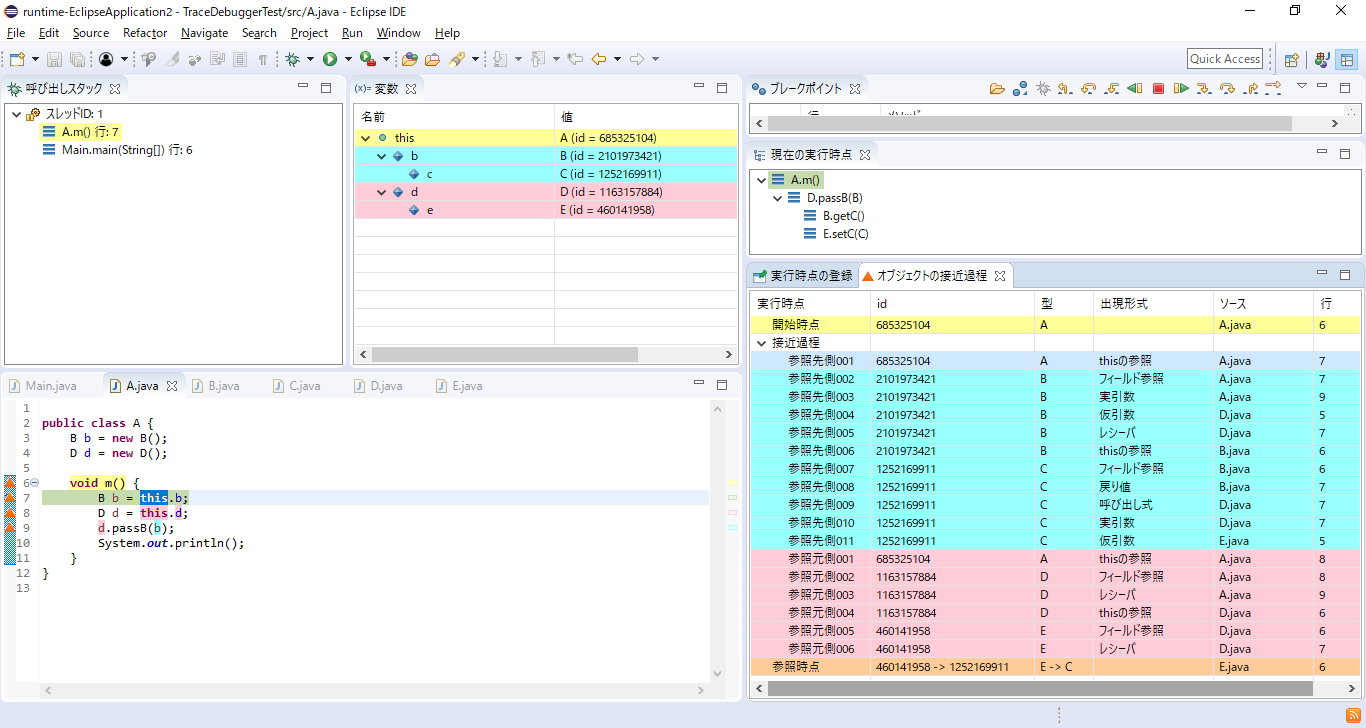 runtime-EclipseApplication2 - TraceDebuggerTest/src/A.java - Eclipse IDE
File Edit Source Refactor Navigate Search Project Run Window Help
Quick Access
呼び出しスタック
スレッドID: 1
A.m() 行: 7
Main.main(String[]) 行: 6
(x)= 変数
名前 値
this A (id = 685325104)
b B (id = 2101973421)
c C (id = 1252169911)
d D (id = 1163157884)
e E (id = 460141958)
ブレークポイント
現在の実行時点
A.m()
D.passB(B)
B.getC()
E.setC(C)
Main.java A.java B.java C.java D.java E.java
1
2 public class A {
3 B b = new B();
4 D d = new D();
5
6 void m() {
7 B b = this.b;
8 D d = this.d;
9 d.passB(b);
10 System.out.println();
11 }
12 }
13
実行時点の登録 オブジェクトの接近過程
実行時点 id 型 出現形式 ソース 行
開始時点 685325104 A A.java 6
接近過程
参照先側001 685325104 A thisの参照 A.java 7
参照先側002 2101973421 B フィールド参照 A.java 7
参照先側003 2101973421 B 実引数 A.java 9
参照先側004 2101973421 B 仮引数 D.java 5
参照先側005 2101973421 B レシーバ D.java 7
参照先側006 2101973421 B thisの参照 B.java 6
参照先側007 1252169911 C フィールド参照 B.java 6
参照先側008 1252169911 C 戻り値 B.java 7
参照先側009 1252169911 C 呼び出し式 D.java 7
参照先側010 1252169911 C 実引数 D.java 7
参照先側011 1252169911 C 仮引数 E.java 5
参照元側001 685325104 A thisの参照 A.java 8
参照元側002 1163157884 D フィールド参照 A.java 8
参照元側003 1163157884 D レシーバ A.java 9
参照元側004 1163157884 D thisの参照 D.java 6
参照元側005 460141958 E フィールド参照 D.java 6
参照元側006 460141958 E レシーバ D.java 7
参照時点 460141958 -> 1252169911 E -> C E.java 6